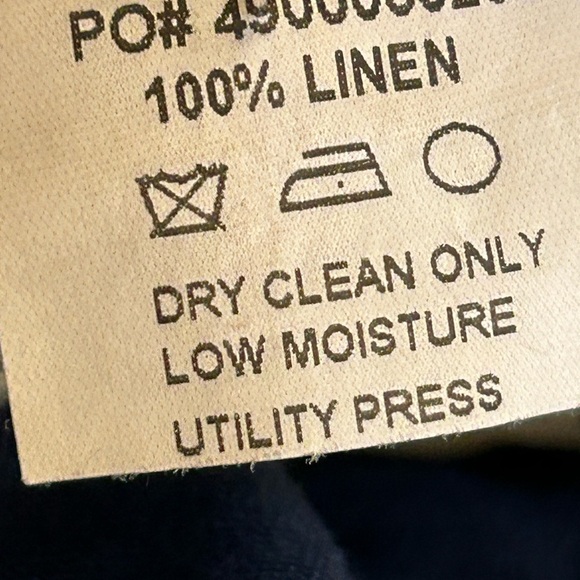 PO#
100% LINEN
DRY CLEAN ONLY
LOW MOISTURE
UTILITY PRESS